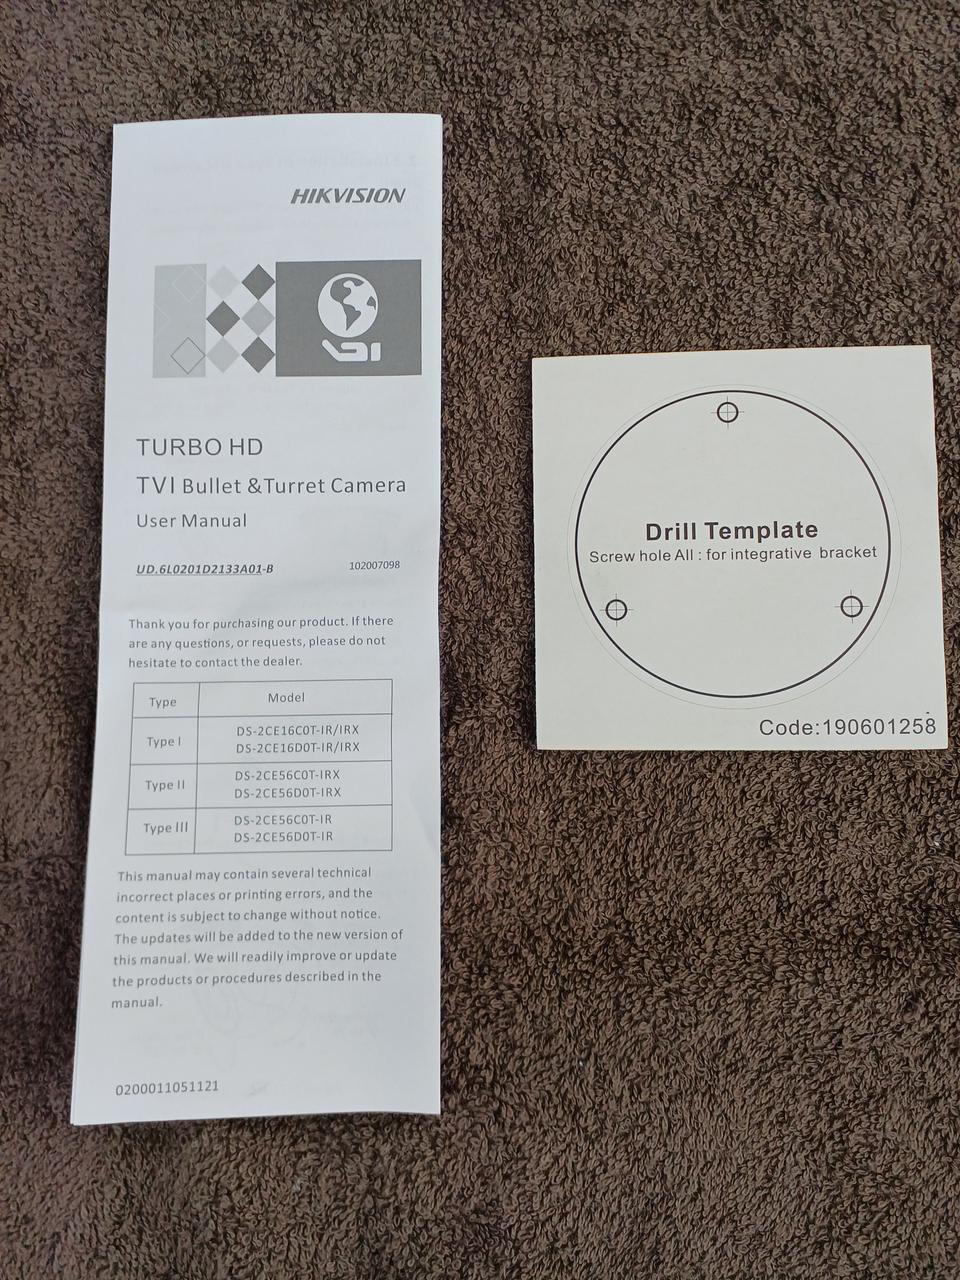 HIKVISION
TURBO HD
TVI Bullet &Turret Camera
User Manual
UD.6L0201D2133A01-B 102007098
Thank you for purchasing our product. If there
are any questions, or requests, please do not
hesitate to contact the dealer.
Type Model
Type I
DS-2CE16C0T-IR/IRX
DS-2CE16D0T-IR/IRX
Type II
DS-2CE56C0T-IRX
DS-2CE56D0T-IRX
Type III
DS-2CE56C0T-IR
DS-2CE56D0T-IR
This manual may contain several technical
incorrect places or printing errors, and the
content is subject to change without notice.
The updates will be added to the new version of
this manual. We will readily improve or update
the products or procedures described in the
manual.
0200011051121
Drill Template
Screw hole All : for integrative bracket
Code:190601258